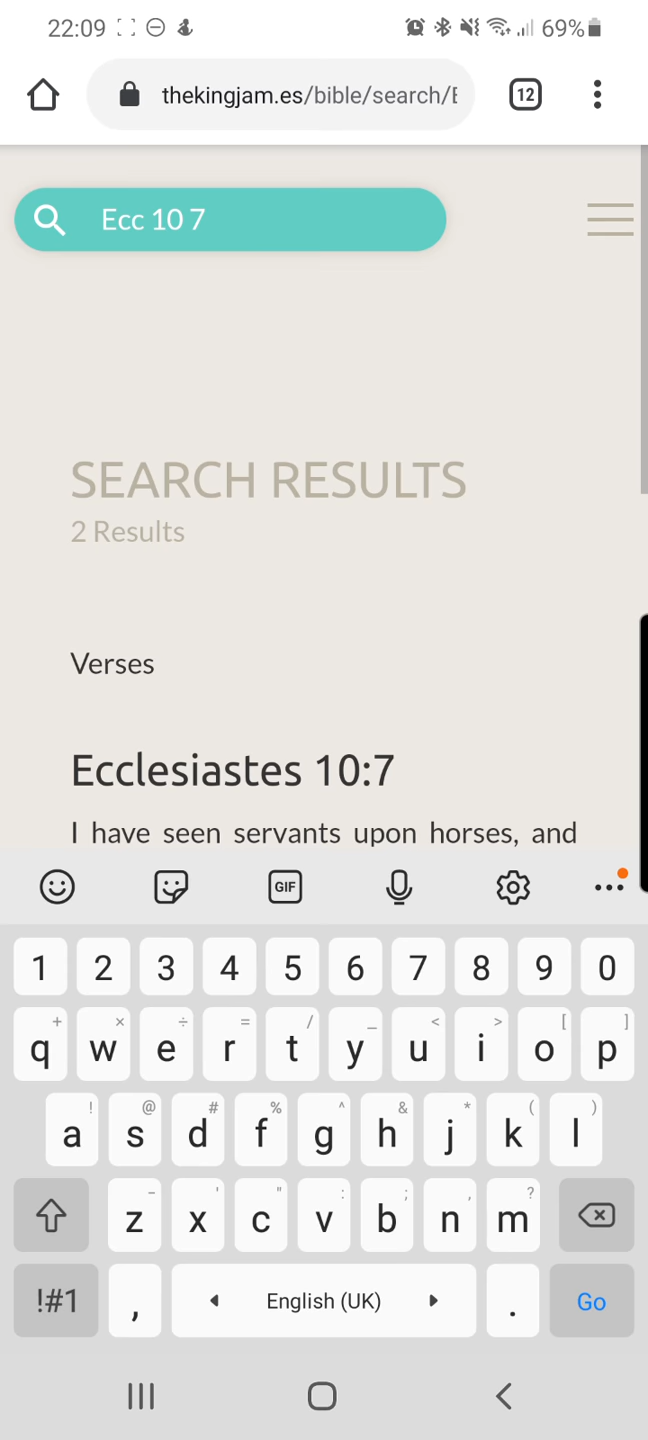 22:09 69%
thekingjam.es/bible/search/E 12
Ecc 10 7
SEARCH RESULTS
2 Results
Verses
Ecclesiastes 10:7
I have seen servants upon horses, and
GIF
1 2 3 4 5 6 7 8 9 0
+ × ÷ = / _ < > [ ]
q w e r t y u i o p
! @ # % ^ & * ( )
a s d f g h j k l
- ' " : ; , ?
z x c v b n m
!#1 , English (UK) . Go